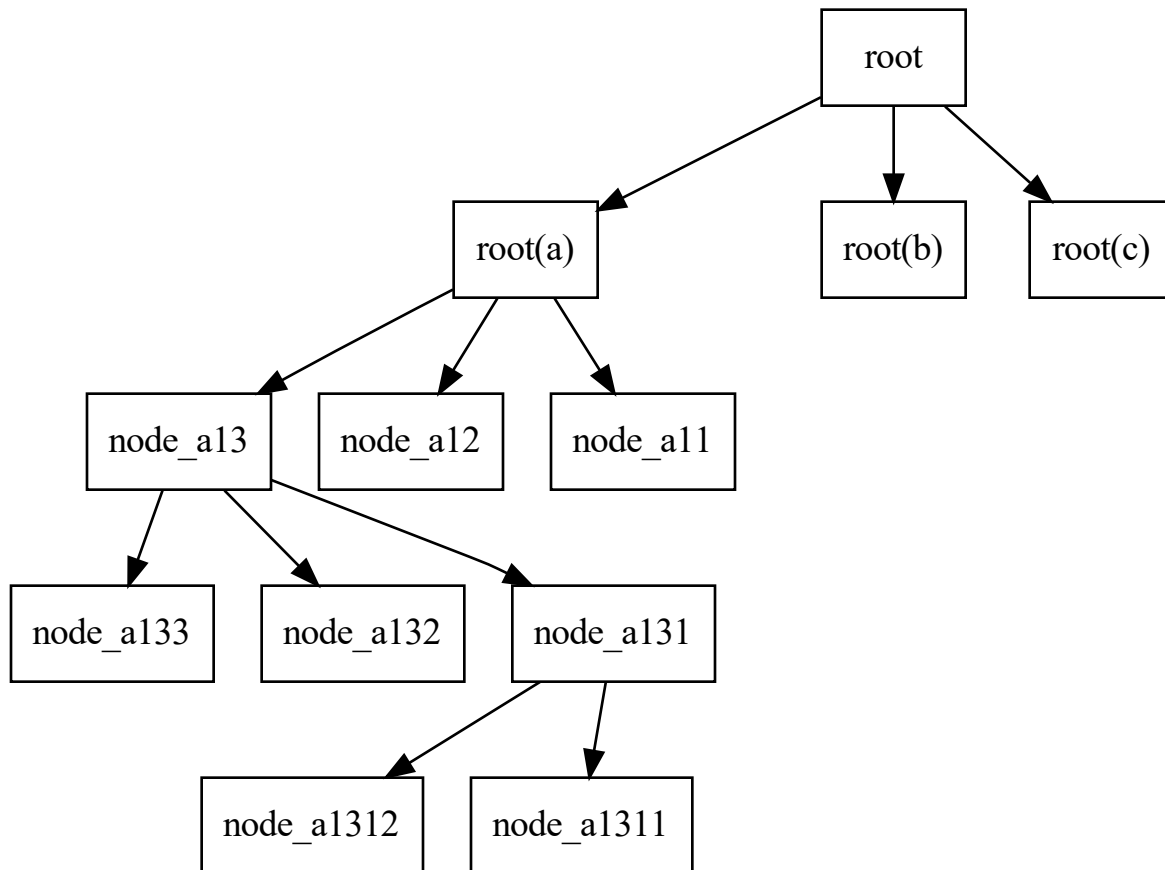 root
root(a)
root(b)
root(c)
node_a13
node_a12
node_a11
node_a133
node_a132
node_a131
node_a1312
node_a1311